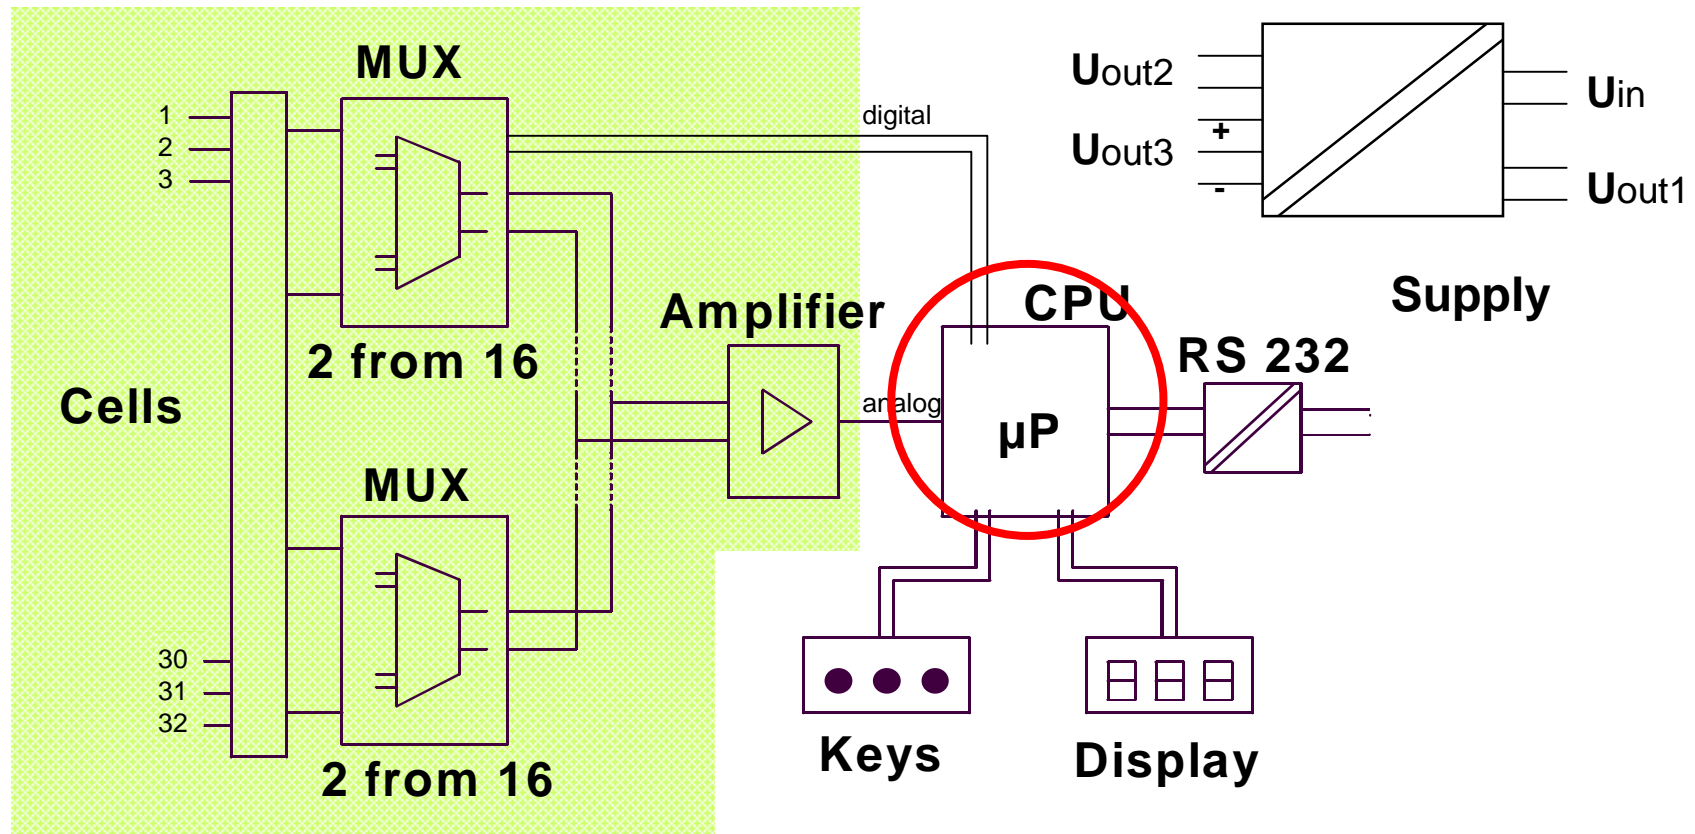 MUX
1
2
3
2 from 16
Cells
MUX
30
31
32
2 from 16
digital
Amplifier
analog
CPU
µP
RS 232
Keys
Display
Uout2
+
Uout3
-
Uin
Uout1
Supply